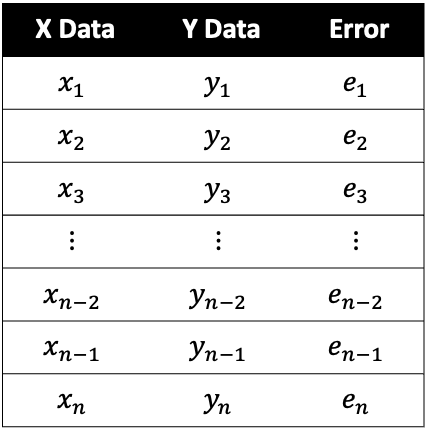 X Data Y Data Error
x₁ y₁ e₁
x₂ y₂ e₂
x₃ y₃ e₃
⋮ ⋮ ⋮
xₙ₋₂ yₙ₋₂ eₙ₋₂
xₙ₋₁ yₙ₋₁ eₙ₋₁
xₙ yₙ eₙ